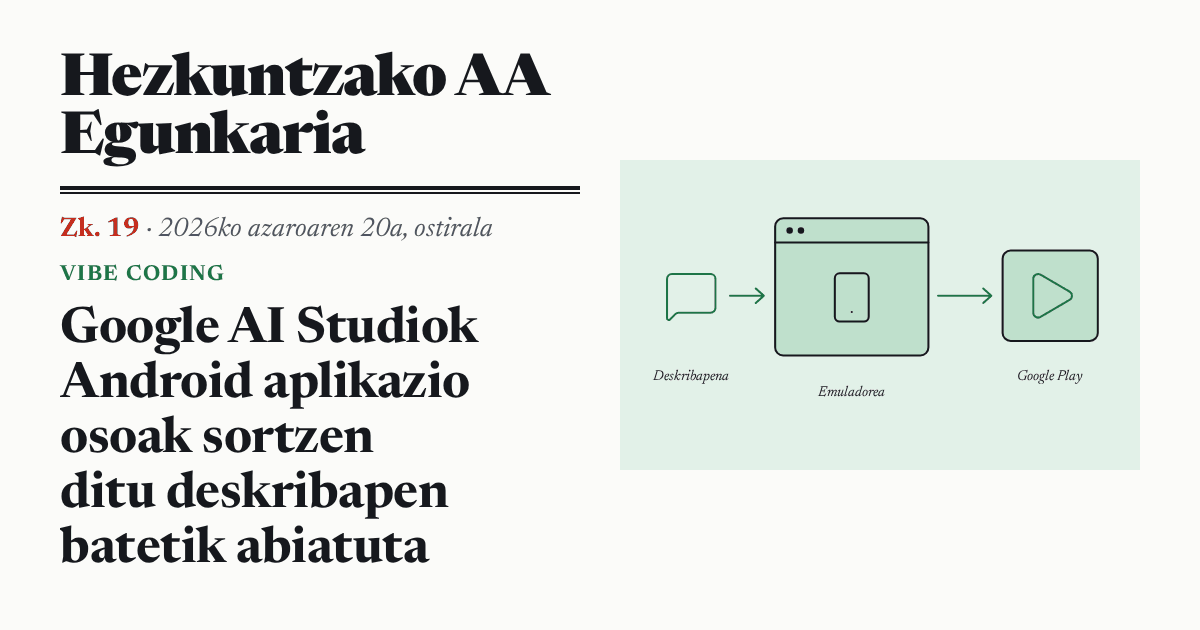 Hezkuntzako AA
Egunkaria
Zk. 19 · 2026ko azaroaren 20a, ostirala
VIBE CODING
Google AI Studiok
Android aplikazio
osoak sortzen
ditu deskribapen
batetik abiatuta
Deskribapena
Emuladorea
Google Play